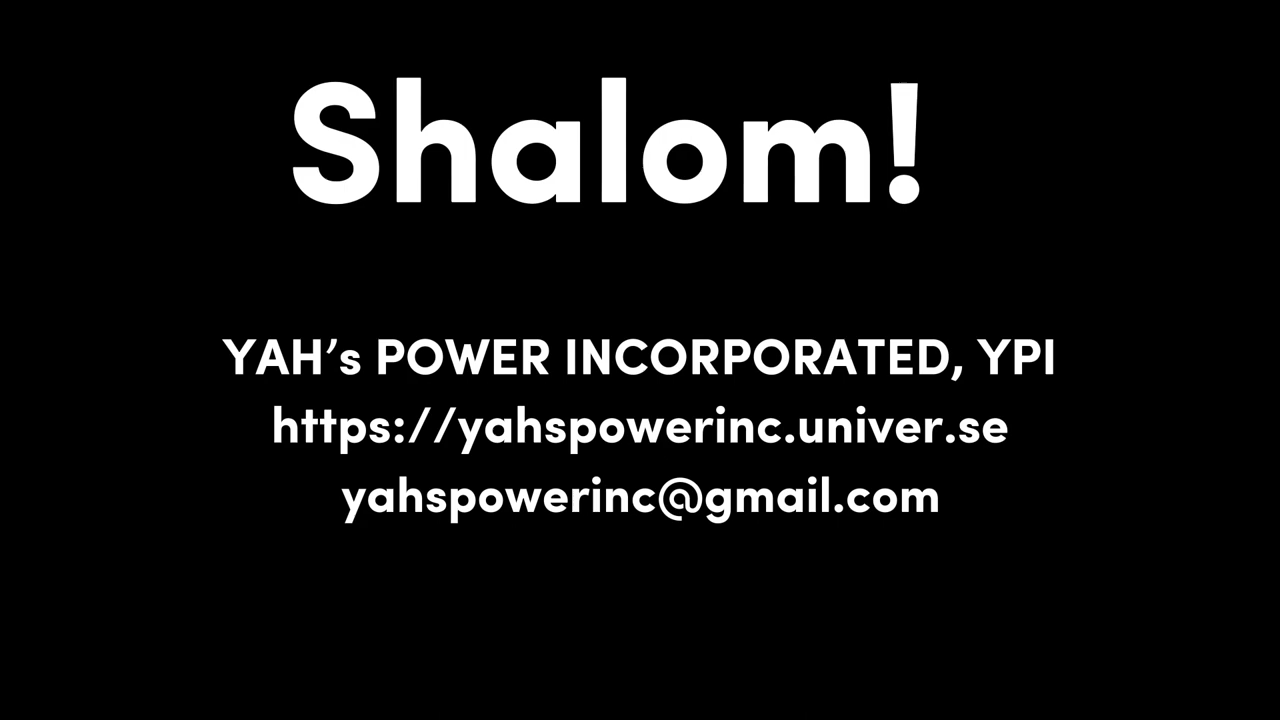 Shalom!
YAH’s POWER INCORPORATED, YPI
https://yahspowerinc.univer.se
yahspowerinc@gmail.com